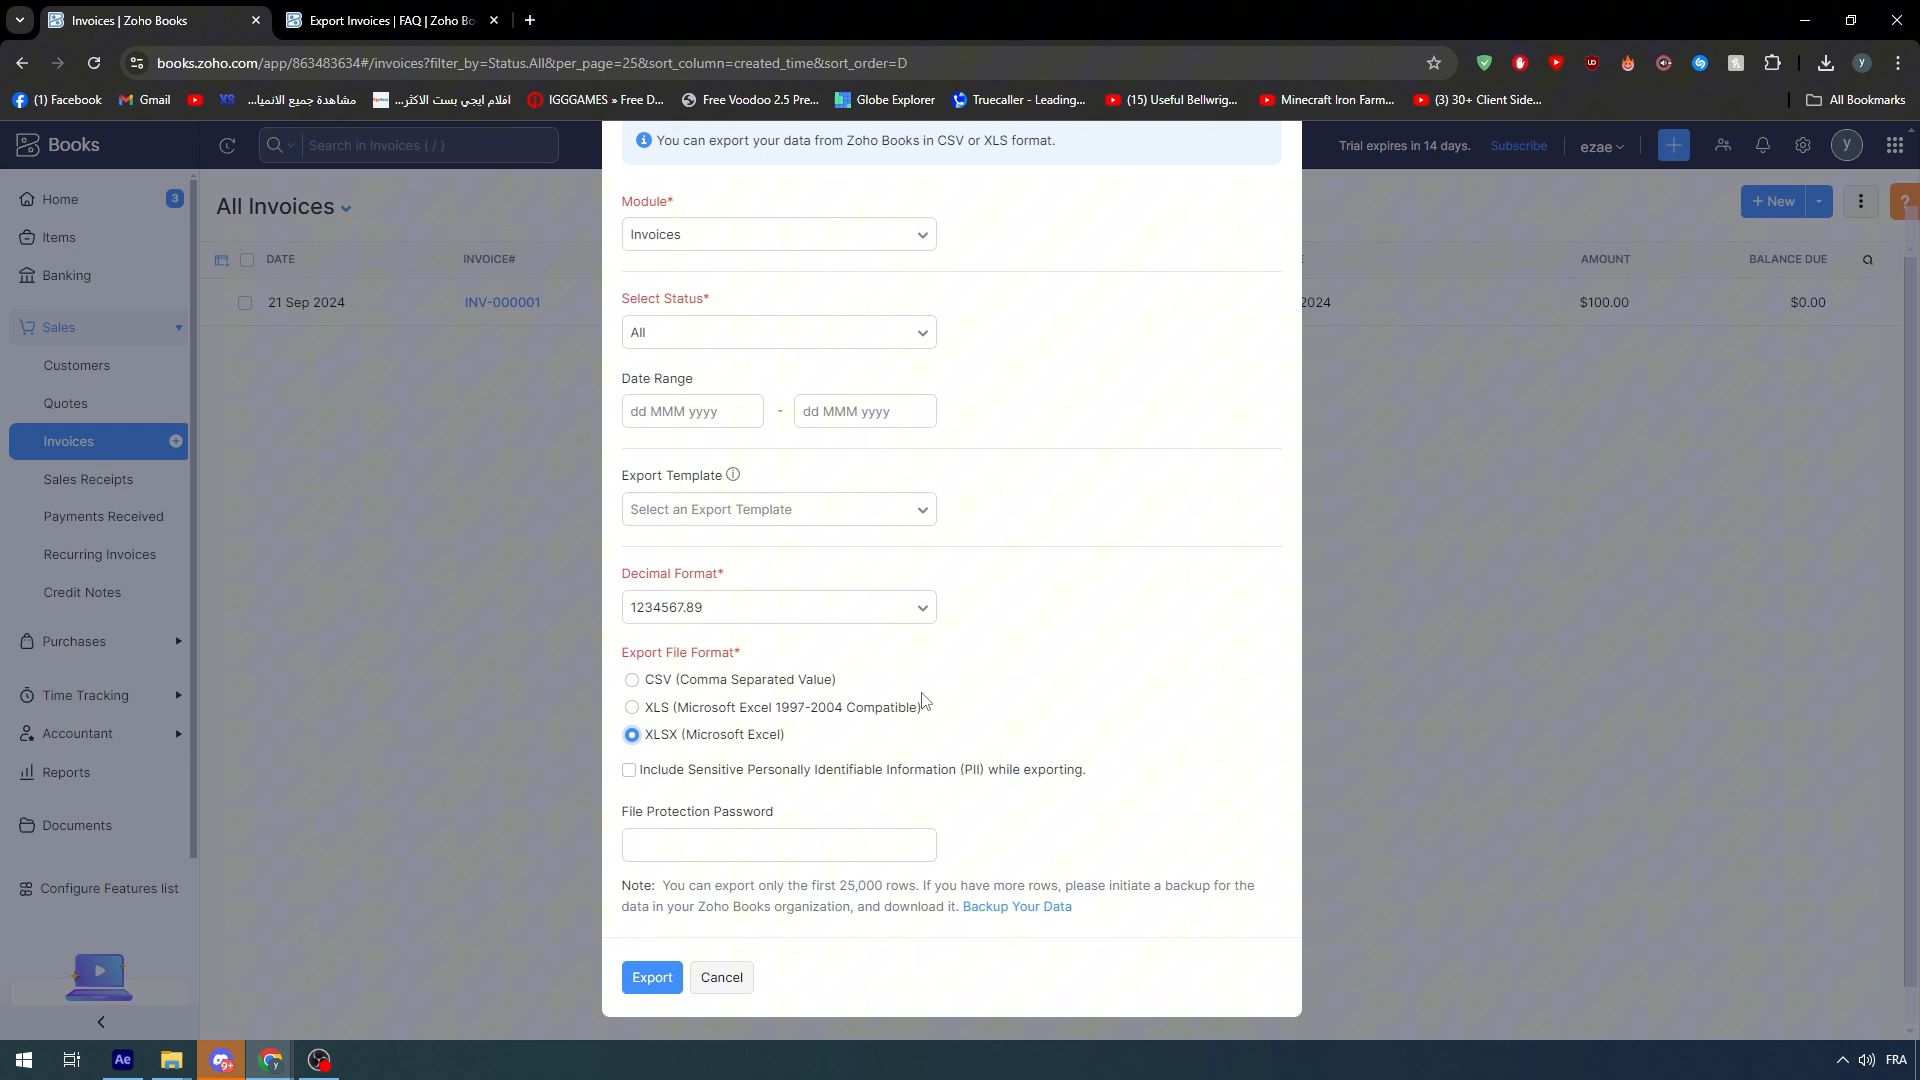 Invoices | Zoho Books
Export Invoices | FAQ | Zoho Bo
books.zoho.com/app/863483634#/invoices?filter_by=Status.All&per_page=25&sort_column=created_time&sort_order=D
(1) Facebook
Gmail
مشاهدة جميع الانميا...
افلام ايجي بست الاكثر...
IGGGAMES » Free D...
Free Voodoo 2.5 Pre...
Globe Explorer
Truecaller - Leading...
(15) Useful Bellwrig...
Minecraft Iron Farm...
(3) 30+ Client Side...
All Bookmarks
Books
Search in Invoices ( / )
You can export your data from Zoho Books in CSV or XLS format.
Trial expires in 14 days.
Subscribe
ezae
y
Home
3
Items
Banking
Sales
Customers
Quotes
Invoices
Sales Receipts
Payments Received
Recurring Invoices
Credit Notes
Purchases
Time Tracking
Accountant
Reports
Documents
Configure Features list
All Invoices
+ New
?
DATE
INVOICE#
AMOUNT
BALANCE DUE
21 Sep 2024
INV-000001
2024
$100.00
$0.00
Module*
Invoices
Select Status*
All
Date Range
dd MMM yyyy - dd MMM yyyy
Export Template
Select an Export Template
Decimal Format*
1234567.89
Export File Format*
CSV (Comma Separated Value)
XLS (Microsoft Excel 1997-2004 Compatible)
XLSX (Microsoft Excel)
Include Sensitive Personally Identifiable Information (PII) while exporting.
File Protection Password
Note: You can export only the first 25,000 rows. If you have more rows, please initiate a backup for the
data in your Zoho Books organization, and download it. Backup Your Data
Export
Cancel
Ae
9+
FRA